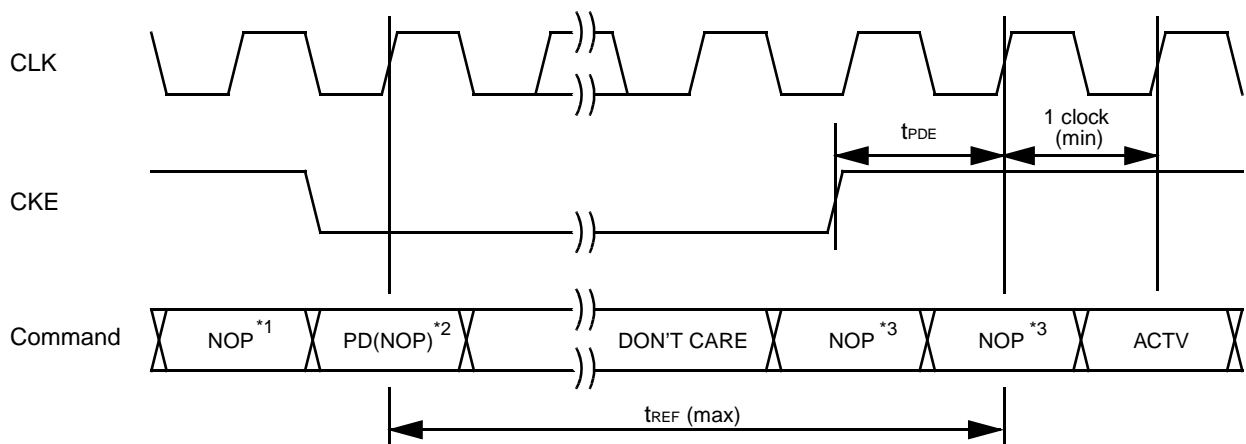 CLK
tPDE
1 clock
(min)
CKE
Command
NOP *1
PD(NOP) *2
DON'T CARE
NOP *3
NOP *3
ACTV
tREF (max)